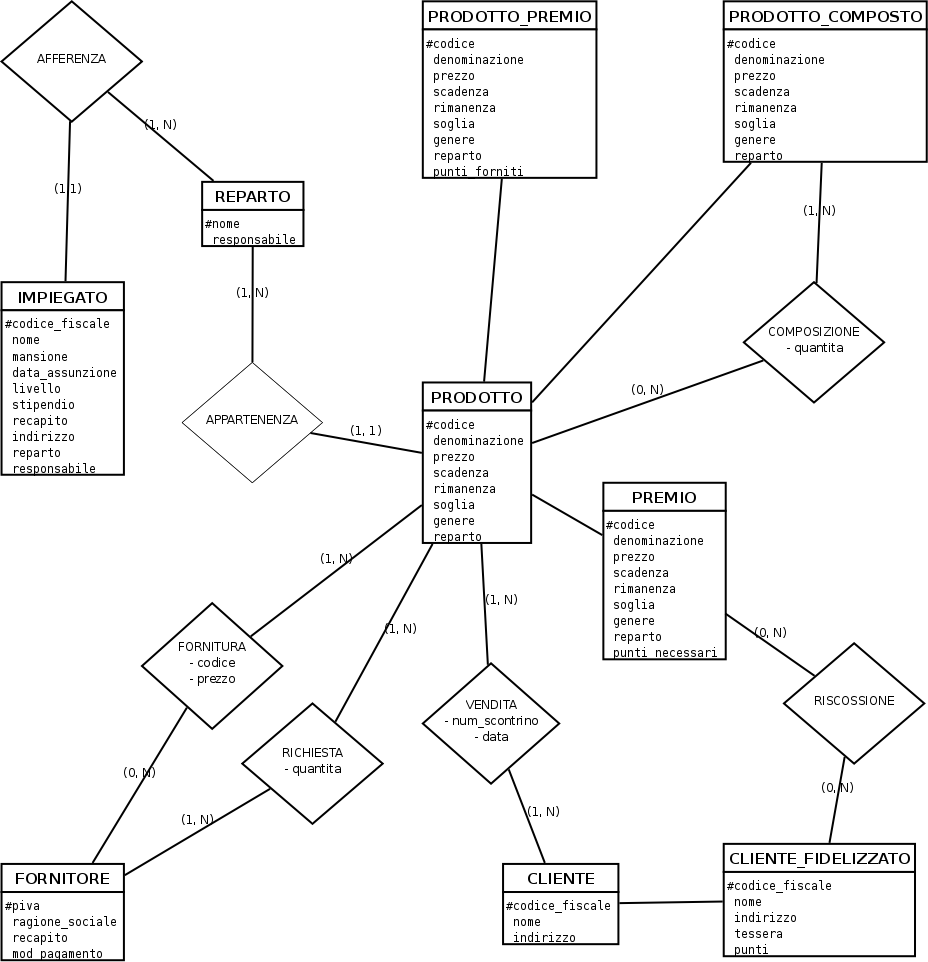 AFFERENZA
(1, N)
(1,1)
PRODOTTO_PREMIO
#codice
denominazione
prezzo
scadenza
rimanenza
soglia
genere
reparto
punti_forniti
PRODOTTO_COMPOSTO
#codice
denominazione
prezzo
scadenza
rimanenza
soglia
genere
reparto
REPARTO
#nome
responsabile
(1, N)
(1, N)
IMPIEGATO
#codice_fiscale
nome
mansione
data_assunzione
livello
stipendio
recapito
indirizzo
reparto
responsabile
COMPOSIZIONE
- quantita
(0, N)
APPARTENENZA
(1, 1)
PRODOTTO
#codice
denominazione
prezzo
scadenza
rimanenza
soglia
genere
reparto
PREMIO
#codice
denominazione
prezzo
scadenza
rimanenza
soglia
genere
reparto
punti_necessari
(1, N)
(1, N)
(1, N)
(0, N)
FORNITURA
- codice
- prezzo
RICHIESTA
- quantita
VENDITA
- num_scontrino
- data
RISCOSSIONE
(0, N)
(1, N)
(1, N)
(0, N)
FORNITORE
#piva
ragione_sociale
recapito
mod_pagamento
CLIENTE
#codice_fiscale
nome
indirizzo
CLIENTE_FIDELIZZATO
#codice_fiscale
nome
indirizzo
tessera
punti